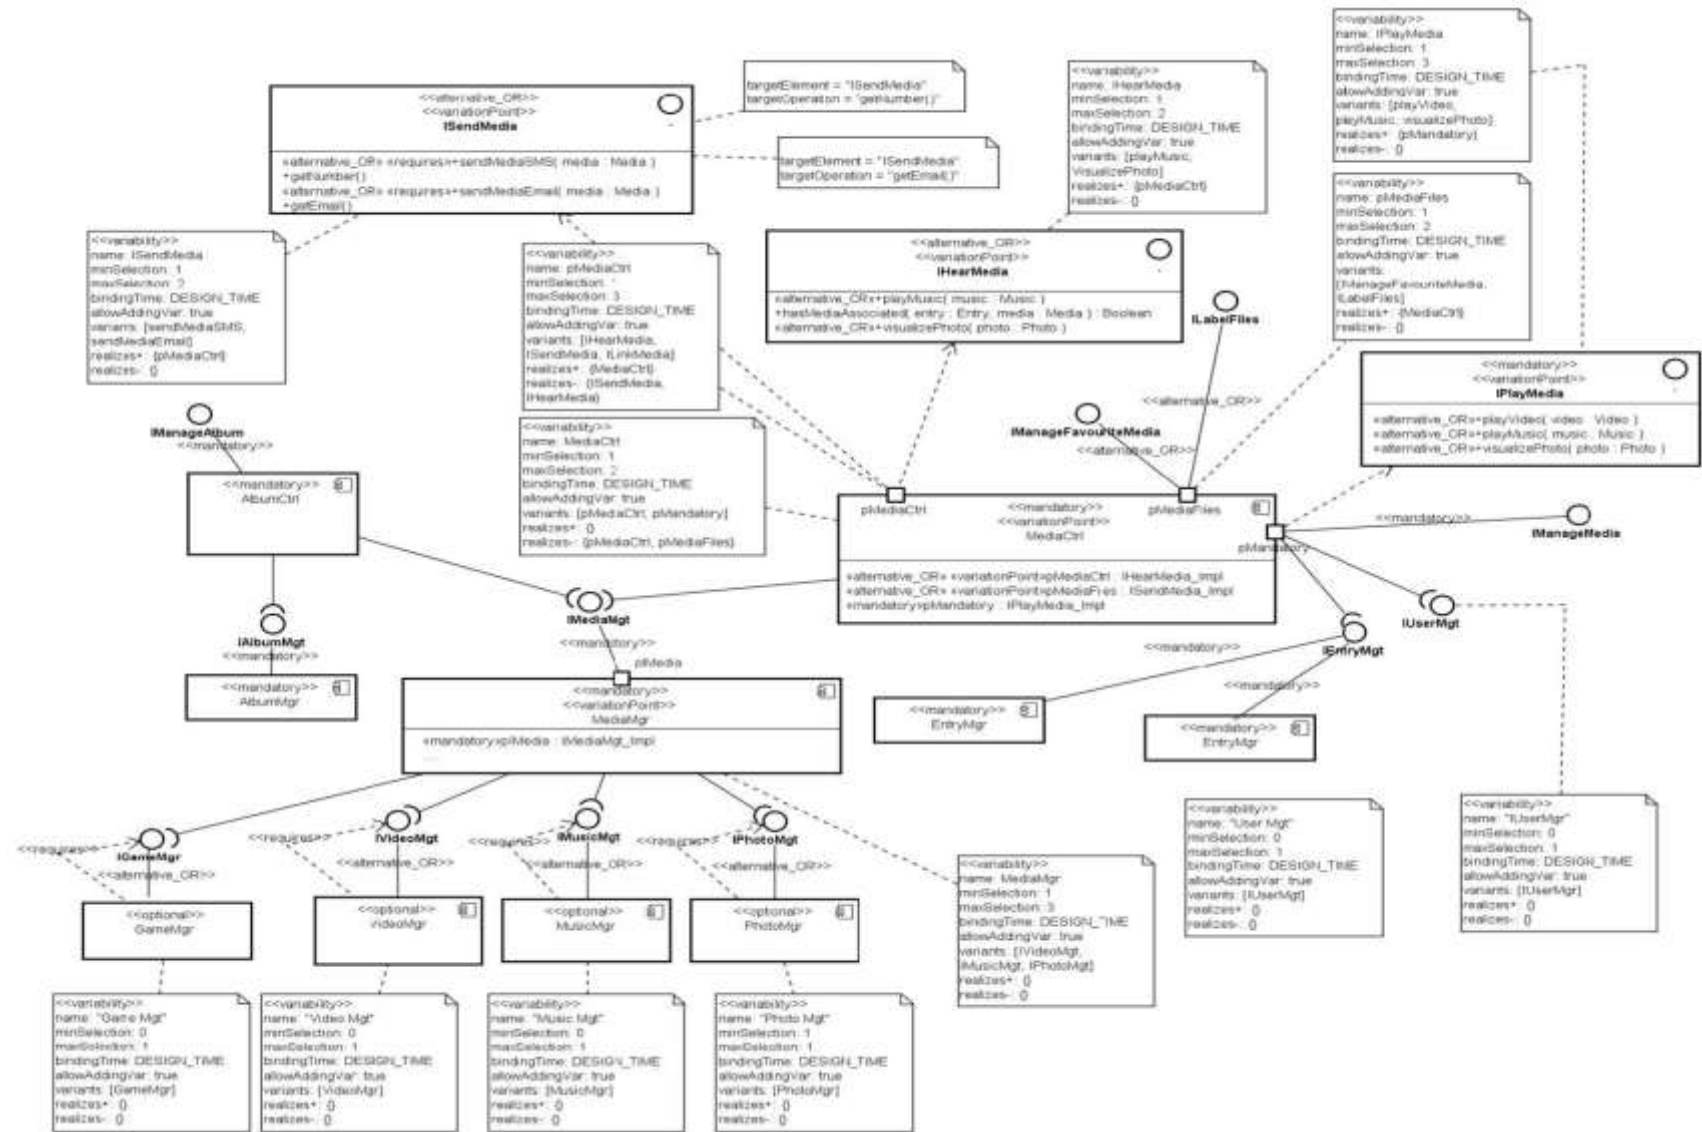 <<variability>>
name: IPlayMedia
minSelection: 1
maxSelection: 3
bindingTime: DESIGN_TIME
allowAddingVar: true
variants: [playVideo,
playMusic, visualizePhoto]
realizes+: {pMandatory}
realizes-: {}
<<alternative_OR>>
<<variationPoint>>
ISendMedia
«alternative_OR» «requires»+sendMediaSMS( media : Media )
+getNumber()
«alternative_OR» «requires»+sendMediaEmail( media : Media )
+getEmail()
targetElement = "ISendMedia"
targetOperation = "getNumber()"
targetElement = "ISendMedia"
targetOperation = "getEmail()"
<<variability>>
name: IHearMedia
minSelection: 1
maxSelection: 2
bindingTime: DESIGN_TIME
allowAddingVar: true
variants: [playMusic,
VisualizePhoto]
realizes+: {pMediaCtrl}
realizes-: {}
<<variability>>
name: pMediaFiles
minSelection: 1
maxSelection: 2
bindingTime: DESIGN_TIME
allowAddingVar: true
variants:
[IManageFavouriteMedia,
ILabelFiles]
realizes+: {MediaCtrl}
realizes-: {}
<<variability>>
name: ISendMedia
minSelection: 1
maxSelection: 2
bindingTime: DESIGN_TIME
allowAddingVar: true
variants: [sendMediaSMS,
sendMediaEmail]
realizes+: {pMediaCtrl}
realizes-: {}
<<variability>>
name: pMediaCtrl
minSelection:
maxSelection: 3
bindingTime: DESIGN_TIME
allowAddingVar: true
variants: [IHearMedia,
ISendMedia, ILinkMedia]
realizes+: {MediaCtrl}
realizes-: {ISendMedia,
IHearMedia}
<<alternative_OR>>
<<variationPoint>>
IHearMedia
«alternative_OR»+playMusic( music : Music )
+hasMediaAssociated( entry : Entry, media : Media ) : Boolean
«alternative_OR»+visualizePhoto( photo : Photo )
ILabelFiles
<<alternative_OR>>
<<mandatory>>
<<variationPoint>>
IPlayMedia
«alternative_OR»+playVideo( video : Video )
«alternative_OR»+playMusic( music : Music )
«alternative_OR»+visualizePhoto( photo : Photo )
IManageAlbum
<<mandatory>>
<<mandatory>>
AlbumCtrl
<<variability>>
name: MediaCtrl
minSelection: 1
maxSelection: 2
bindingTime: DESIGN_TIME
allowAddingVar: true
variants: [pMediaCtrl, pMandatory]
realizes+: {}
realizes-: {pMediaCtrl, pMediaFiles}
IManageFavouriteMedia
<<alternative_OR>>
pMediaCtrl
<<mandatory>>
<<variationPoint>>
MediaCtrl
pMediaFiles
pMandatory
«alternative_OR» «variationPoint»pMediaCtrl : IHearMedia_Impl
«alternative_OR» «variationPoint»pMediaFiles : ISendMedia_Impl
«mandatory»pMandatory : IPlayMedia_Impl
<<mandatory>>
IManageMedia
IUserMgt
IEntryMgt
<<mandatory>>
<<mandatory>>
IAlbumMgt
<<mandatory>>
<<mandatory>>
AlbumMgr
IMediaMgt
<<mandatory>>
pIMedia
<<mandatory>>
<<variationPoint>>
MediaMgr
«mandatory»pIMedia : IMediaMgt_Impl
<<mandatory>>
EntryMgr
<<mandatory>>
EntryMgr
<<requires>>
IGameMgr
<<alternative_OR>>
<<requires>>
IVideoMgt
<<alternative_OR>>
<<requires>>
IMusicMgt
<<alternative_OR>>
<<requires>>
IPhotoMgt
<<alternative_OR>>
<<optional>>
GameMgr
<<optional>>
VideoMgr
<<optional>>
MusicMgr
<<optional>>
PhotoMgr
<<variability>>
name: MediaMgr
minSelection: 1
maxSelection: 3
bindingTime: DESIGN_TIME
allowAddingVar: true
variants: [IVideoMgt,
IMusicMgt, IPhotoMgt]
realizes+: {}
realizes-: {}
<<variability>>
name: "User Mgt"
minSelection: 0
maxSelection: 1
bindingTime: DESIGN_TIME
allowAddingVar: true
variants: [IUserMgt]
realizes+: {}
realizes-: {}
<<variability>>
name: "IUserMgr"
minSelection: 0
maxSelection: 1
bindingTime: DESIGN_TIME
allowAddingVar: true
variants: [IUserMgr]
realizes+: {}
realizes-: {}
<<variability>>
name: "Game Mgt"
minSelection: 0
maxSelection: 1
bindingTime: DESIGN_TIME
allowAddingVar: true
variants: [GameMgr]
realizes+: {}
realizes-: {}
<<variability>>
name: "Video Mgt"
minSelection: 0
maxSelection: 1
bindingTime: DESIGN_TIME
allowAddingVar: true
variants: [VideoMgr]
realizes+: {}
realizes-: {}
<<variability>>
name: "Music Mgt"
minSelection: 0
maxSelection: 1
bindingTime: DESIGN_TIME
allowAddingVar: true
variants: [MusicMgr]
realizes+: {}
realizes-: {}
<<variability>>
name: "Photo Mgt"
minSelection: 1
maxSelection: 1
bindingTime: DESIGN_TIME
allowAddingVar: true
variants: [PhotoMgr]
realizes+: {}
realizes-: {}